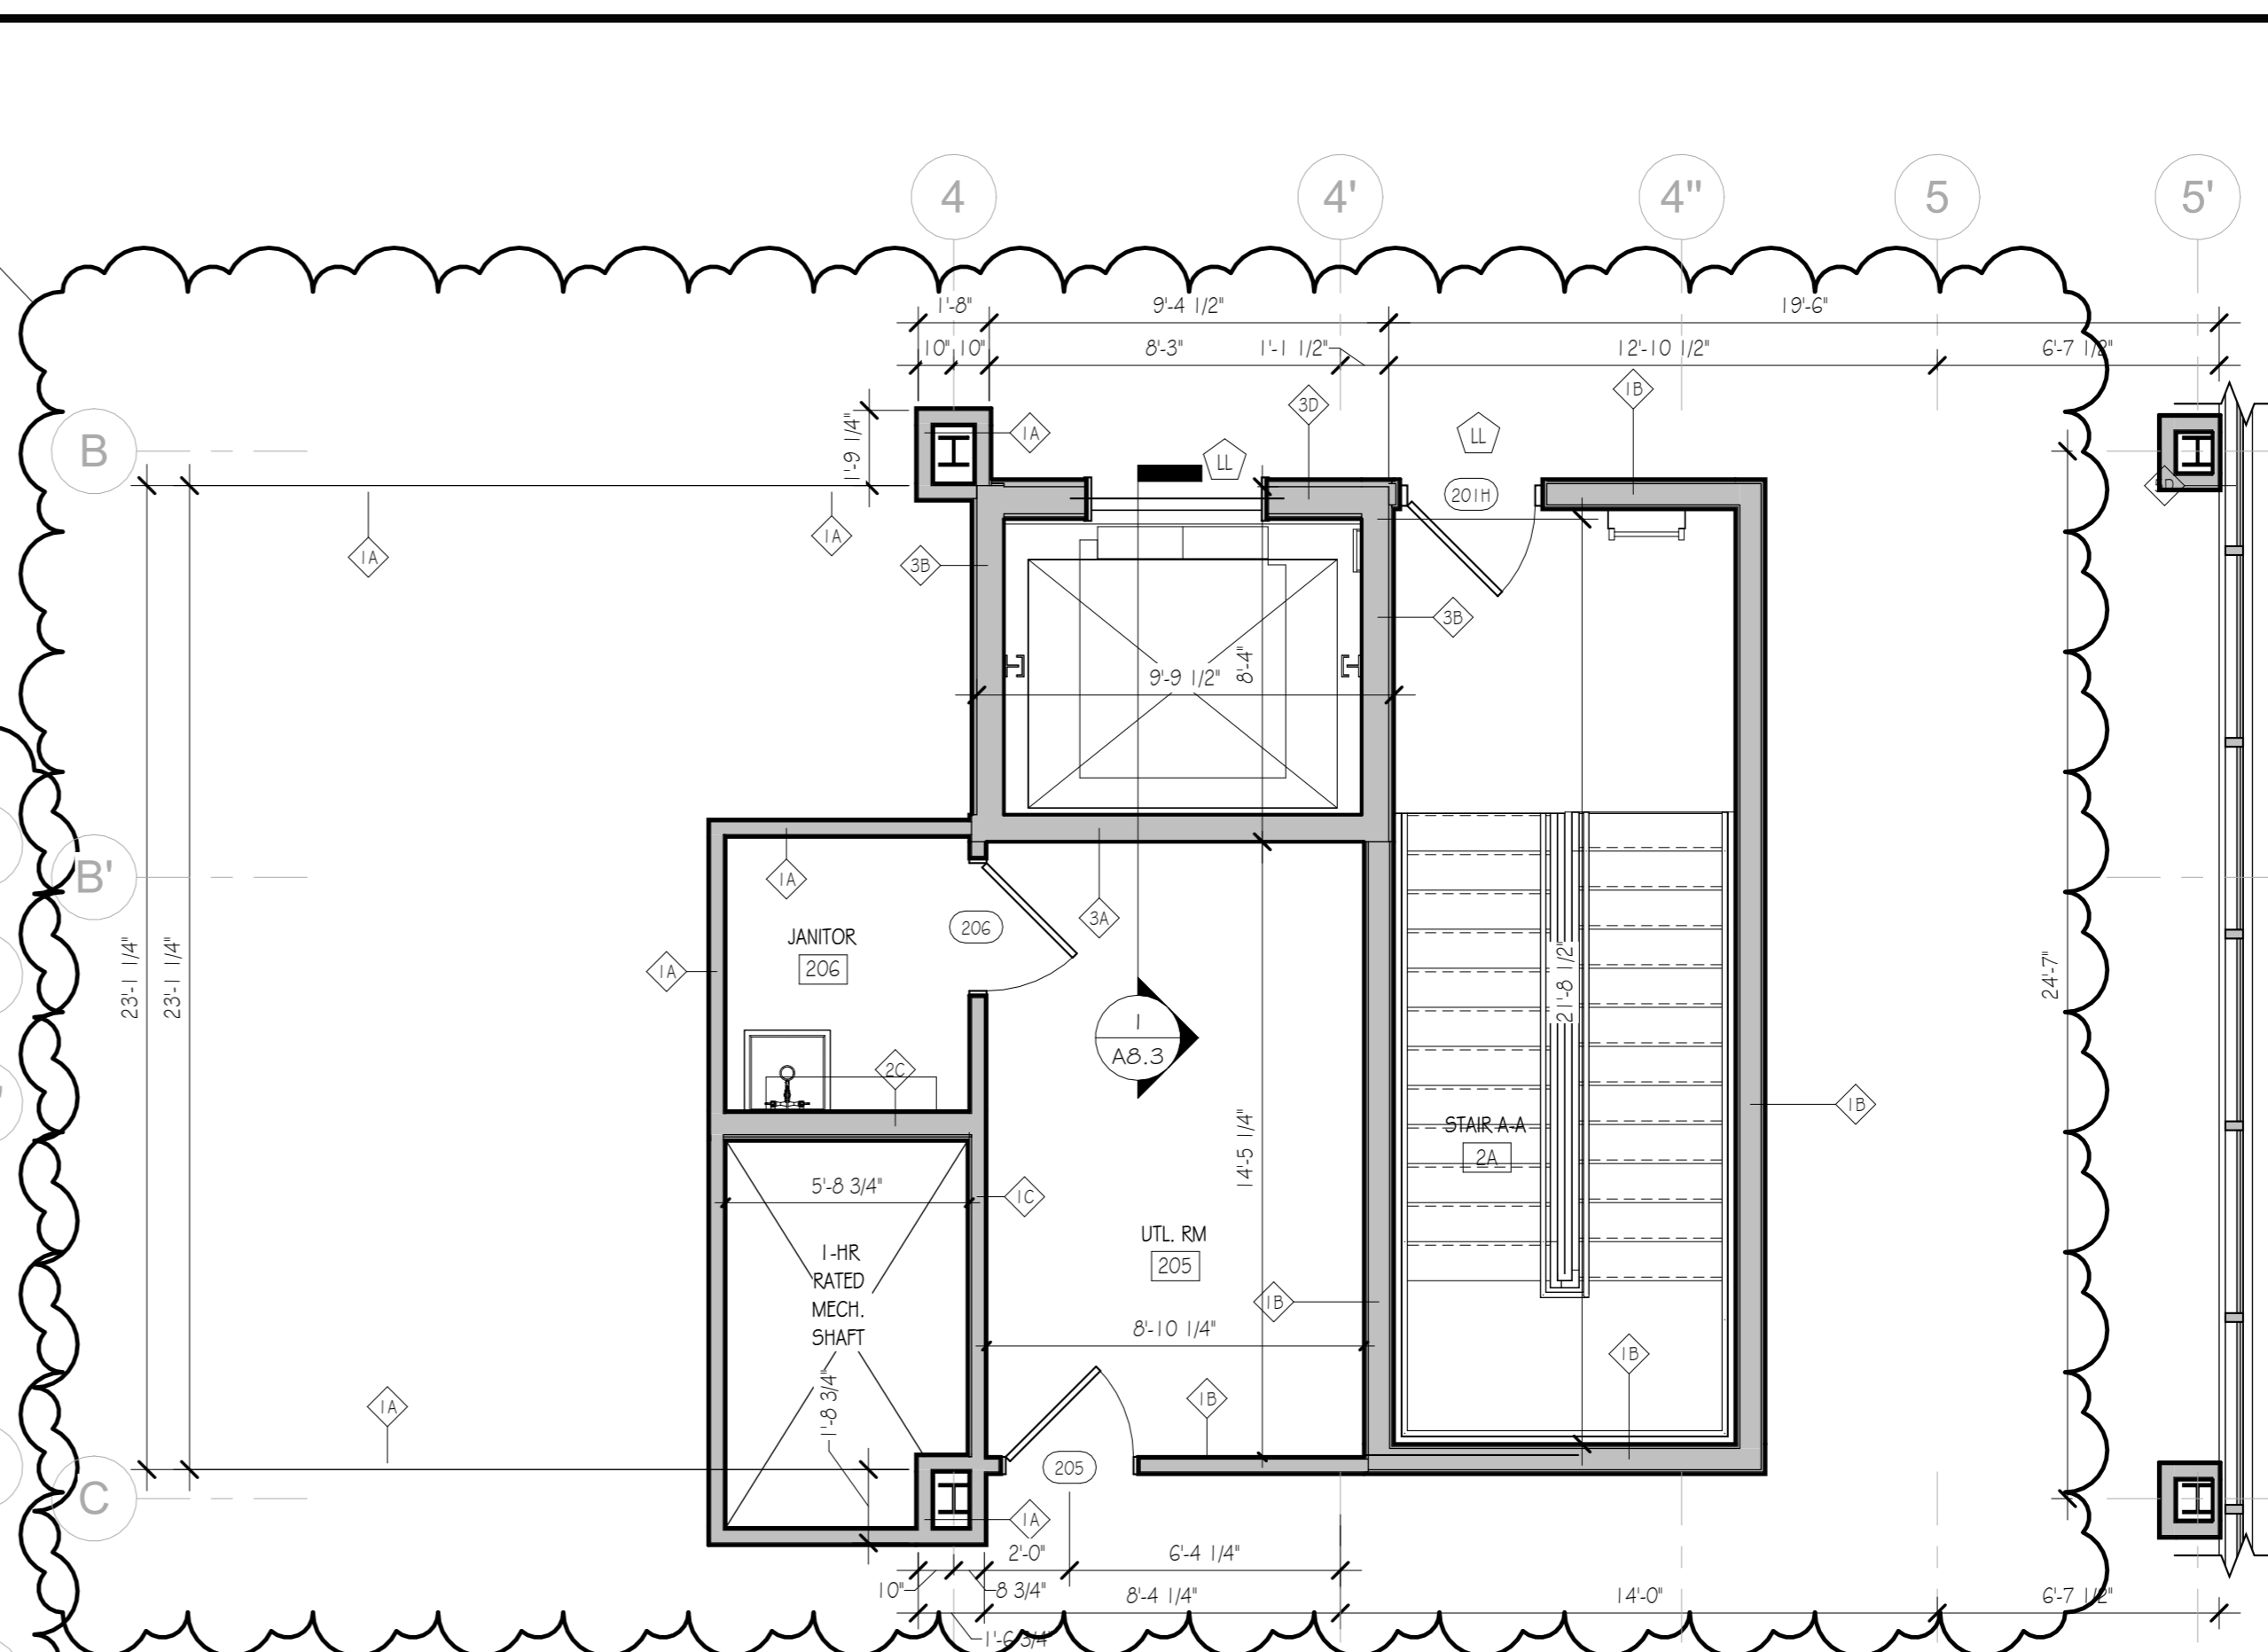 4 4' 4" 5 5'
1'-8" 9'-4 1/2" 19'-6"
10" 10" 8'-3" 1'-1 1/2" 12'-10 1/2" 6'-7 1/2"
1B
3D
B
1'-9 1/4"
1A
LL
LL
201H
1A
1A
3B
3B
9'-9 1/2"
8'-4"
B'
1A
3A
206
JANITOR
206
1A
23'-1 1/4"
23'-1 1/4"
21'-8 1/2"
24'-7"
1
A8.3
2C
1B
STAIR A-A
2A
14'-5 1/4"
5'-8 3/4"
1C
UTL. RM
205
1-HR
RATED
MECH.
SHAFT
1'-8 3/4"
1B
8'-10 1/4"
1B
1A
1B
205
C
1A
2'-0" 6'-4 1/4"
10" 8 3/4" 8'-4 1/4" 14'-0" 6'-7 1/2"
1'-6 3/4"